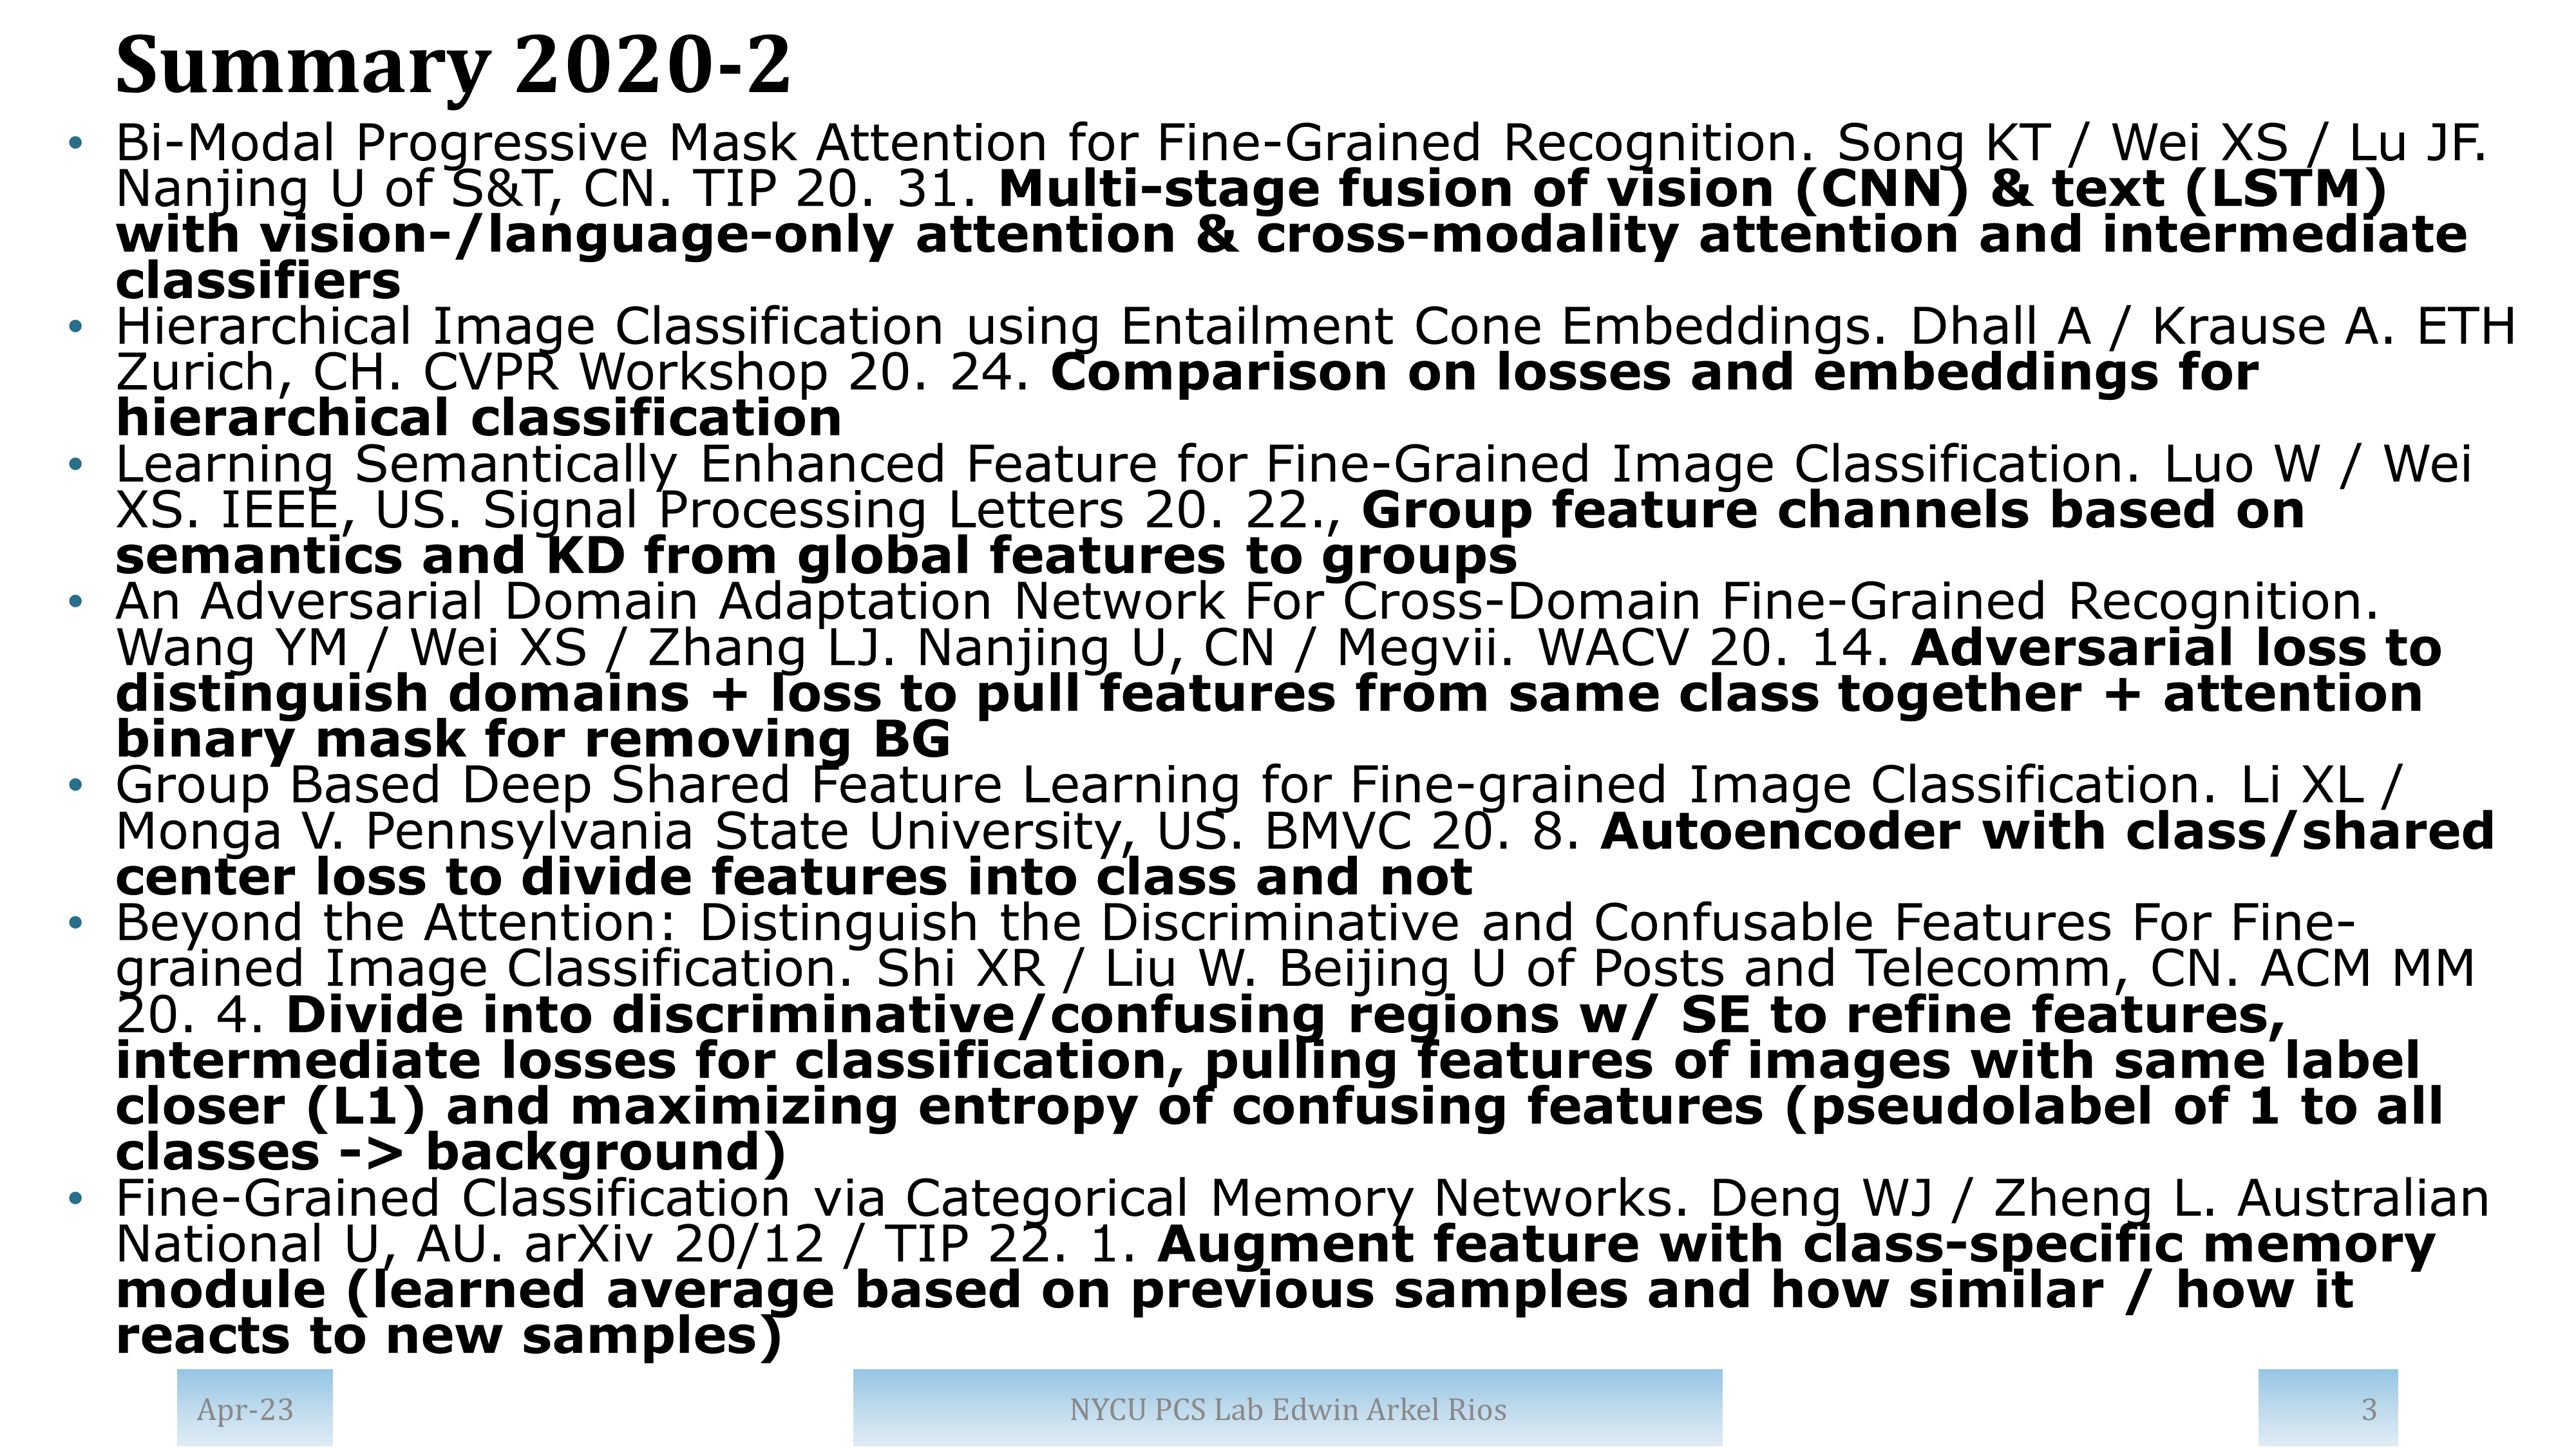 Summary 2020-2
• Bi-Modal Progressive Mask Attention for Fine-Grained Recognition. Song KT / Wei XS / Lu JF.
Nanjing U of S&T, CN. TIP 20. 31. Multi-stage fusion of vision (CNN) & text (LSTM)
with vision-/language-only attention & cross-modality attention and intermediate
classifiers
• Hierarchical Image Classification using Entailment Cone Embeddings. Dhall A / Krause A. ETH
Zurich, CH. CVPR Workshop 20. 24. Comparison on losses and embeddings for
hierarchical classification
• Learning Semantically Enhanced Feature for Fine-Grained Image Classification. Luo W / Wei
XS. IEEE, US. Signal Processing Letters 20. 22., Group feature channels based on
semantics and KD from global features to groups
• An Adversarial Domain Adaptation Network For Cross-Domain Fine-Grained Recognition.
Wang YM / Wei XS / Zhang LJ. Nanjing U, CN / Megvii. WACV 20. 14. Adversarial loss to
distinguish domains + loss to pull features from same class together + attention
binary mask for removing BG
• Group Based Deep Shared Feature Learning for Fine-grained Image Classification. Li XL /
Monga V. Pennsylvania State University, US. BMVC 20. 8. Autoencoder with class/shared
center loss to divide features into class and not
• Beyond the Attention: Distinguish the Discriminative and Confusable Features For Fine-
grained Image Classification. Shi XR / Liu W. Beijing U of Posts and Telecomm, CN. ACM MM
20. 4. Divide into discriminative/confusing regions w/ SE to refine features,
intermediate losses for classification, pulling features of images with same label
closer (L1) and maximizing entropy of confusing features (pseudolabel of 1 to all
classes -> background)
• Fine-Grained Classification via Categorical Memory Networks. Deng WJ / Zheng L. Australian
National U, AU. arXiv 20/12 / TIP 22. 1. Augment feature with class-specific memory
module (learned average based on previous samples and how similar / how it
reacts to new samples)
Apr-23
NYCU PCS Lab Edwin Arkel Rios
3